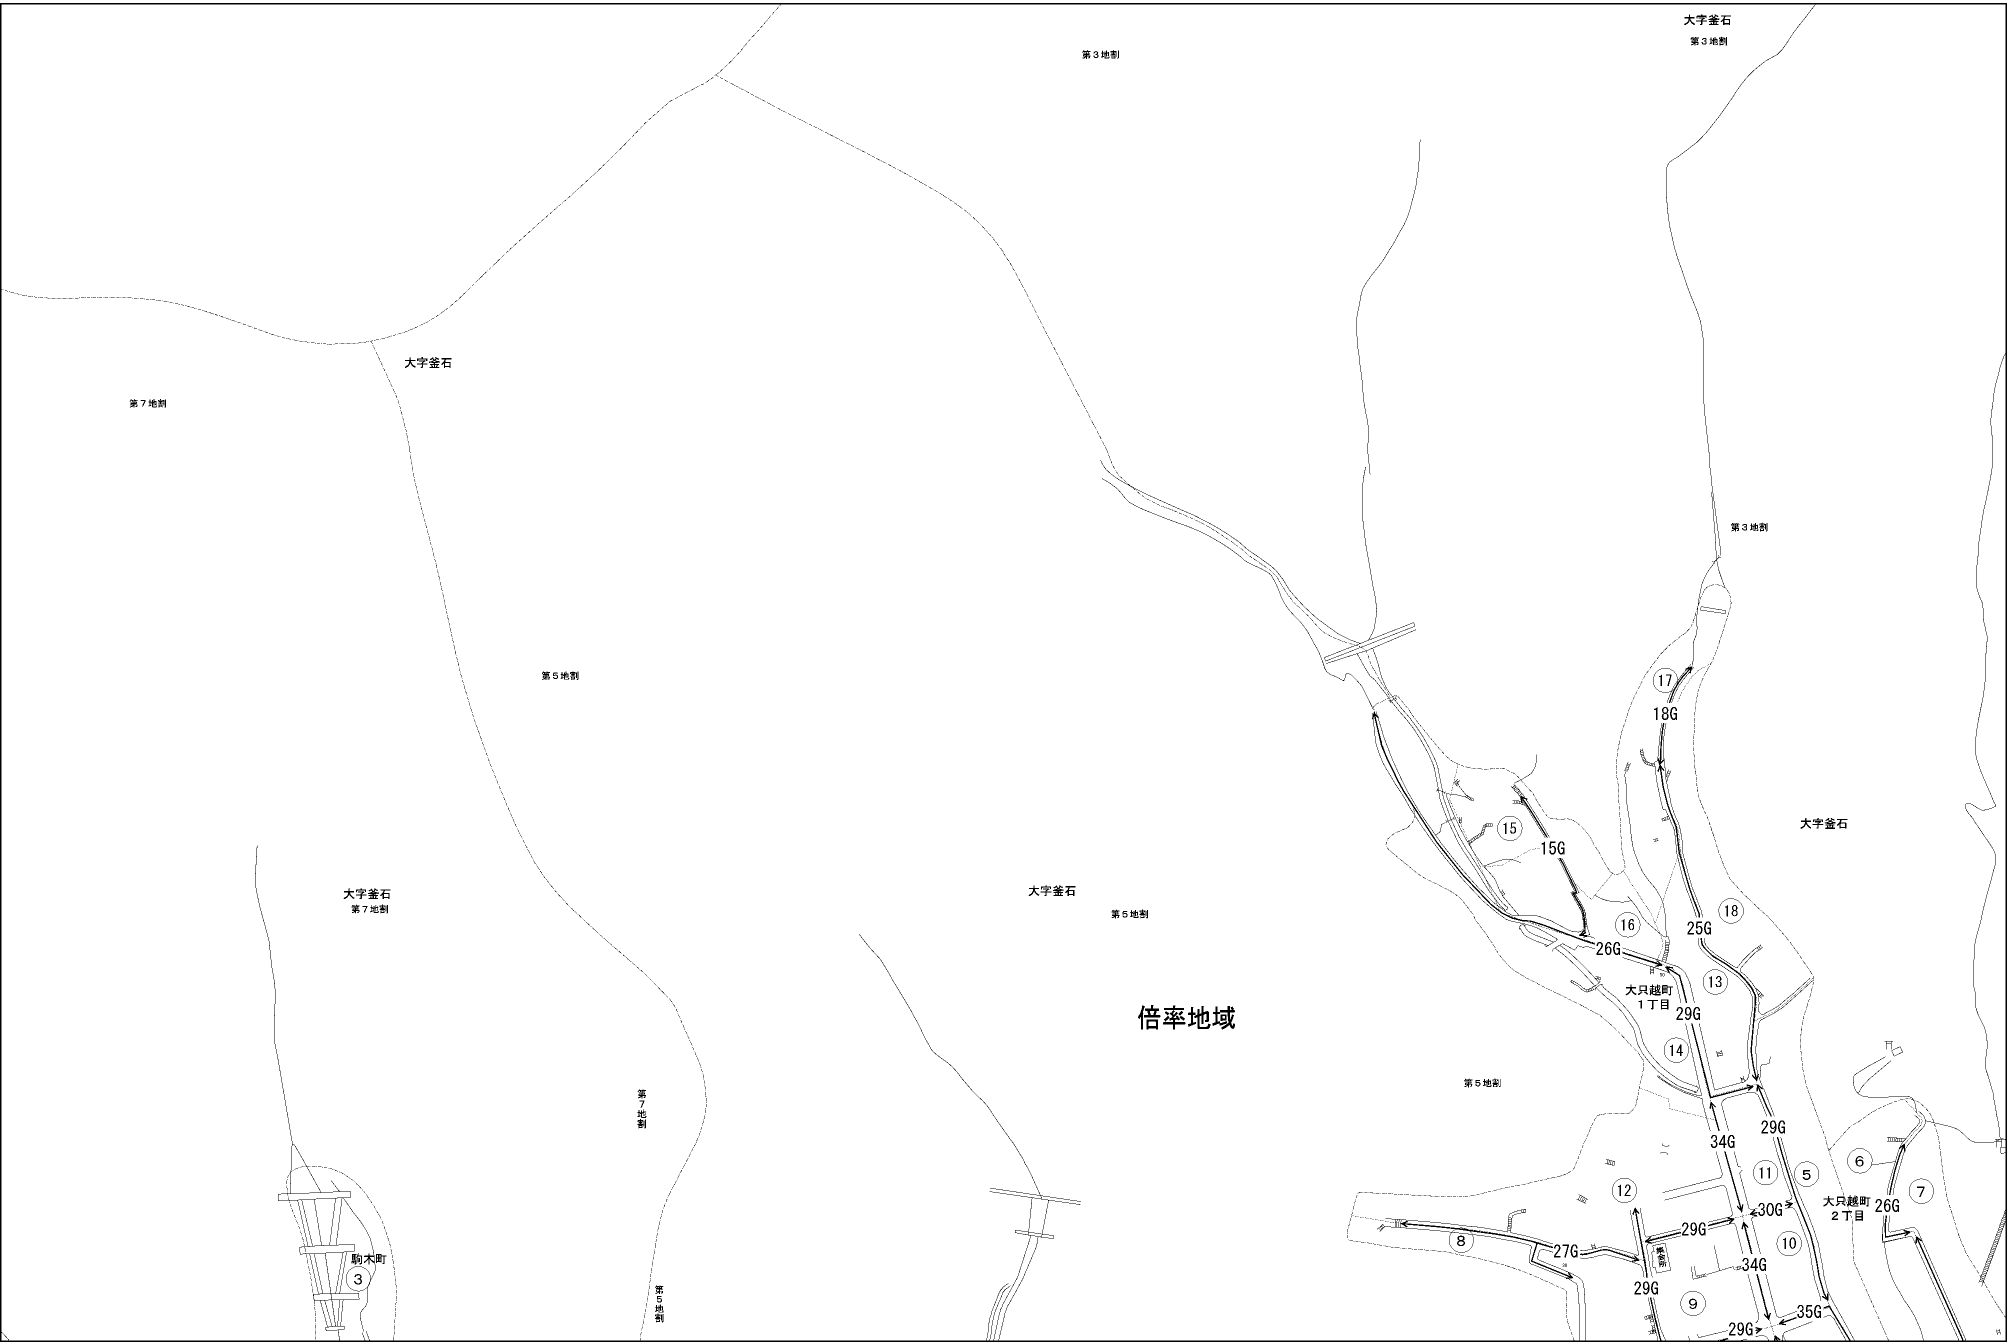 大字釜石
第3地割
第3地割
大字釜石
第7地割
第3地割
第5地割
17
18G
15
15G
大字釜石
大字釜石
第7地割
大字釜石
第5地割
16
18
25G
26G
13
大只越町
1丁目
29G
倍率地域
14
第5地割
第7地割
29G
34G
11
5
6
7
12
大只越町
2丁目
26G
30G
29G
10
8
27G
集会所
駒木町
3
34G
29G
第5地割
9
35G
29G